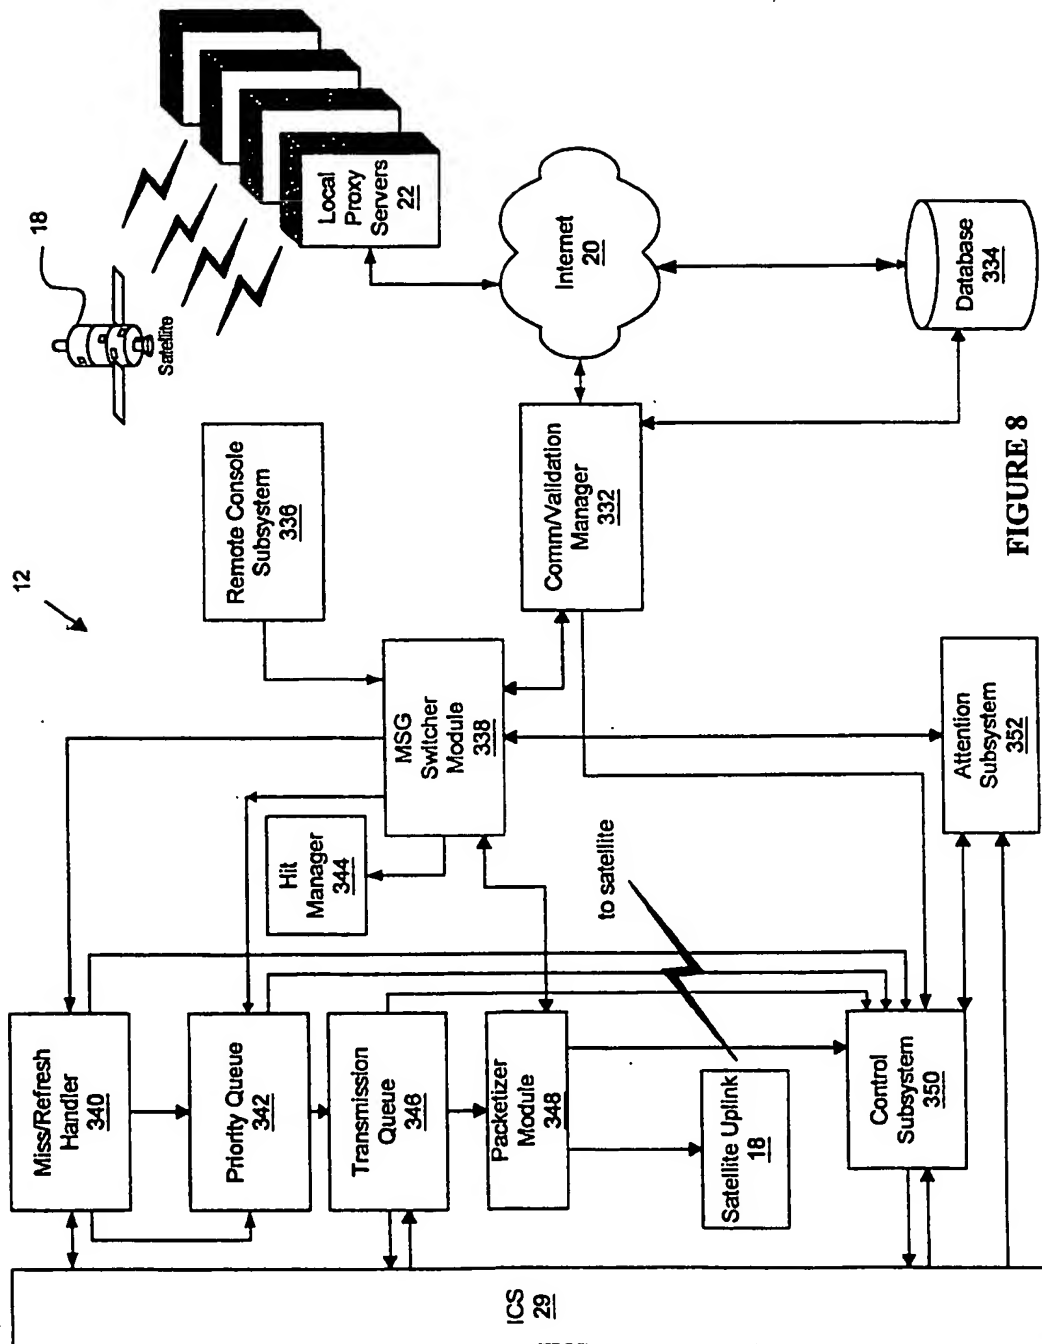 12
18
Satellite
Local
Proxy
Servers
22
Remote Console
Subsystem
336
Internet
20
Miss/Refresh
Handler
340
Priority Queue
342
Hit
Manager
344
MSG
Switcher
Module
338
Comm/Validation
Manager
332
Transmission
Queue
346
Packetizer
Module
348
to satellite
Satellite Uplink
18
Control
Subsystem
350
Attention
Subsystem
352
Database
334
ICS
29
FIGURE 8